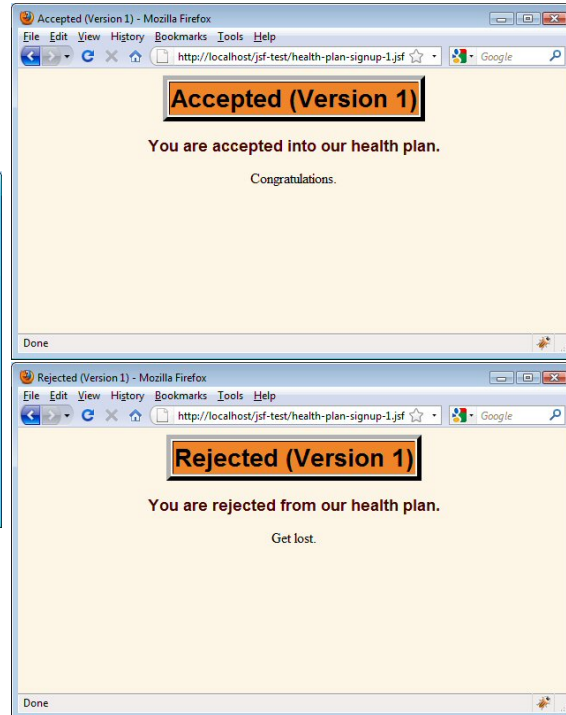 Accepted (Version 1) - Mozilla Firefox
File Edit View History Bookmarks Tools Help
http://localhost/jsf-test/health-plan-signup-1.jsf Google
Accepted (Version 1)
You are accepted into our health plan.
Congratulations.
Done
Rejected (Version 1) - Mozilla Firefox
File Edit View History Bookmarks Tools Help
http://localhost/jsf-test/health-plan-signup-1.jsf Google
Rejected (Version 1)
You are rejected from our health plan.
Get lost.
Done